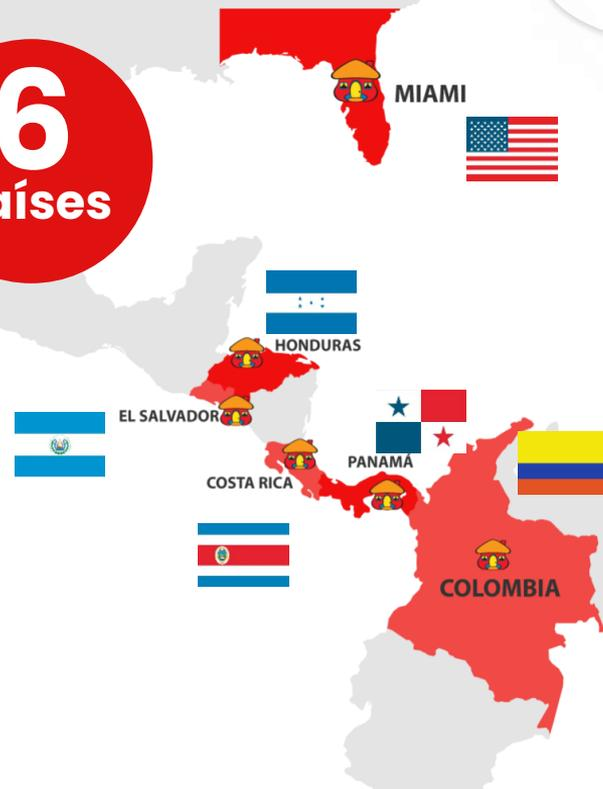 6
aíses
MIAMI
HONDURAS
EL SALVADOR
COSTA RICA
PANAMÁ
COLOMBIA